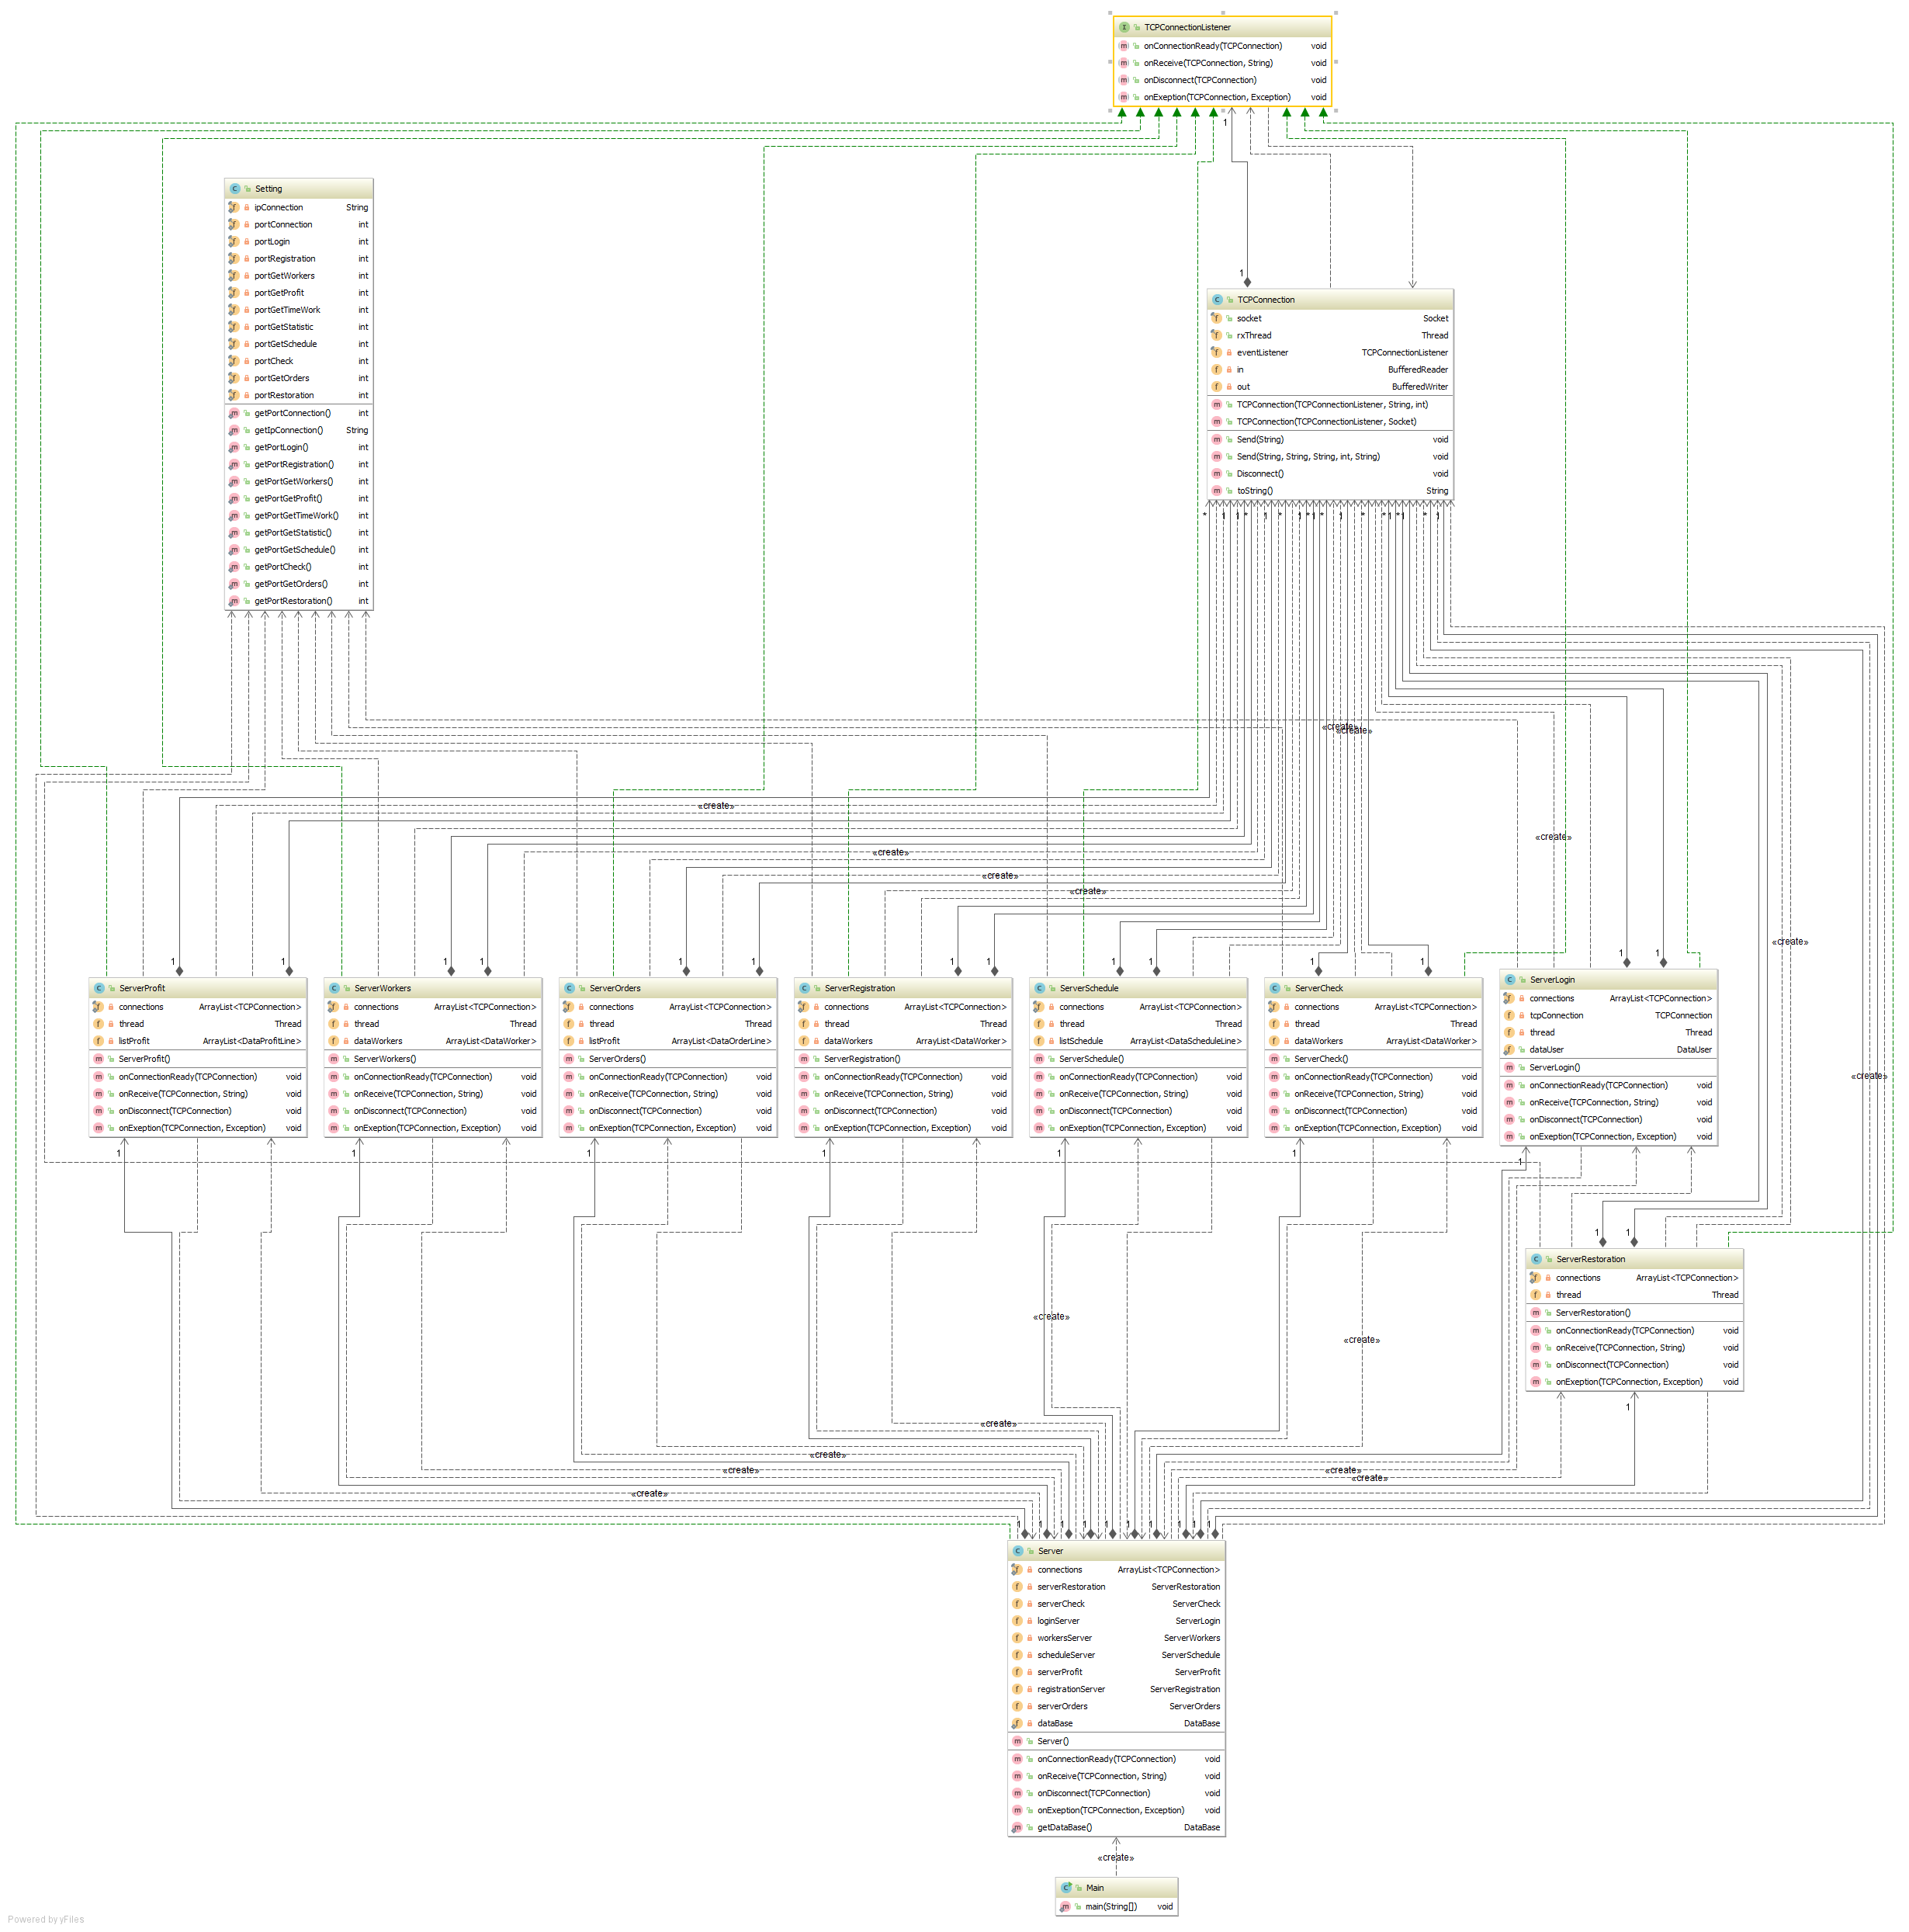 TCPConnectionListener
onConnectionReady(TCPConnection) void
onReceive(TCPConnection, String) void
onDisconnect(TCPConnection) void
onExeption(TCPConnection, Exception) void
Setting
ipConnection String
portConnection int
portLogin int
portRegistration int
portGetWorkers int
portGetProfit int
portGetTimeWork int
portGetStatistic int
portGetSchedule int
portCheck int
portGetOrders int
portRestoration int
getPortConnection() int
getIpConnection() String
getPortLogin() int
getPortRegistration() int
getPortGetWorkers() int
getPortGetProfit() int
getPortGetTimeWork() int
getPortGetStatistic() int
getPortGetSchedule() int
getPortCheck() int
getPortGetOrders() int
getPortRestoration() int
TCPConnection
socket Socket
rxThread Thread
eventListener TCPConnectionListener
in BufferedReader
out BufferedWriter
TCPConnection(TCPConnectionListener, String, int)
TCPConnection(TCPConnectionListener, Socket)
Send(String) void
Send(String, String, String, int, String) void
Disconnect() void
toString() String
«create»
«create»
«create»
«create»
«create»
«create»
«create»
«create»
«create»
ServerProfit
connections ArrayList<TCPConnection>
thread Thread
listProfit ArrayList<DataProfitLine>
ServerProfit()
onConnectionReady(TCPConnection) void
onReceive(TCPConnection, String) void
onDisconnect(TCPConnection) void
onExeption(TCPConnection, Exception) void
ServerWorkers
connections ArrayList<TCPConnection>
thread Thread
dataWorkers ArrayList<DataWorker>
ServerWorkers()
onConnectionReady(TCPConnection) void
onReceive(TCPConnection, String) void
onDisconnect(TCPConnection) void
onExeption(TCPConnection, Exception) void
ServerOrders
connections ArrayList<TCPConnection>
thread Thread
listProfit ArrayList<DataOrderLine>
ServerOrders()
onConnectionReady(TCPConnection) void
onReceive(TCPConnection, String) void
onDisconnect(TCPConnection) void
onExeption(TCPConnection, Exception) void
ServerRegistration
connections ArrayList<TCPConnection>
thread Thread
dataWorkers ArrayList<DataWorker>
ServerRegistration()
onConnectionReady(TCPConnection) void
onReceive(TCPConnection, String) void
onDisconnect(TCPConnection) void
onExeption(TCPConnection, Exception) void
ServerSchedule
connections ArrayList<TCPConnection>
thread Thread
listSchedule ArrayList<DataScheduleLine>
ServerSchedule()
onConnectionReady(TCPConnection) void
onReceive(TCPConnection, String) void
onDisconnect(TCPConnection) void
onExeption(TCPConnection, Exception) void
ServerCheck
connections ArrayList<TCPConnection>
thread Thread
dataWorkers ArrayList<DataWorker>
ServerCheck()
onConnectionReady(TCPConnection) void
onReceive(TCPConnection, String) void
onDisconnect(TCPConnection) void
onExeption(TCPConnection, Exception) void
ServerLogin
connections ArrayList<TCPConnection>
tcpConnection TCPConnection
thread Thread
dataUser DataUser
ServerLogin()
onConnectionReady(TCPConnection) void
onReceive(TCPConnection, String) void
onDisconnect(TCPConnection) void
onExeption(TCPConnection, Exception) void
ServerRestoration
connections ArrayList<TCPConnection>
thread Thread
ServerRestoration()
onConnectionReady(TCPConnection) void
onReceive(TCPConnection, String) void
onDisconnect(TCPConnection) void
onExeption(TCPConnection, Exception) void
«create»
«create»
«create»
«create»
«create»
«create»
«create»
«create»
Server
connections ArrayList<TCPConnection>
serverRestoration ServerRestoration
serverCheck ServerCheck
loginServer ServerLogin
workersServer ServerWorkers
scheduleServer ServerSchedule
serverProfit ServerProfit
registrationServer ServerRegistration
serverOrders ServerOrders
dataBase DataBase
Server()
onConnectionReady(TCPConnection) void
onReceive(TCPConnection, String) void
onDisconnect(TCPConnection) void
onExeption(TCPConnection, Exception) void
getDataBase() DataBase
«create»
Main
main(String[]) void
Powered by yFiles